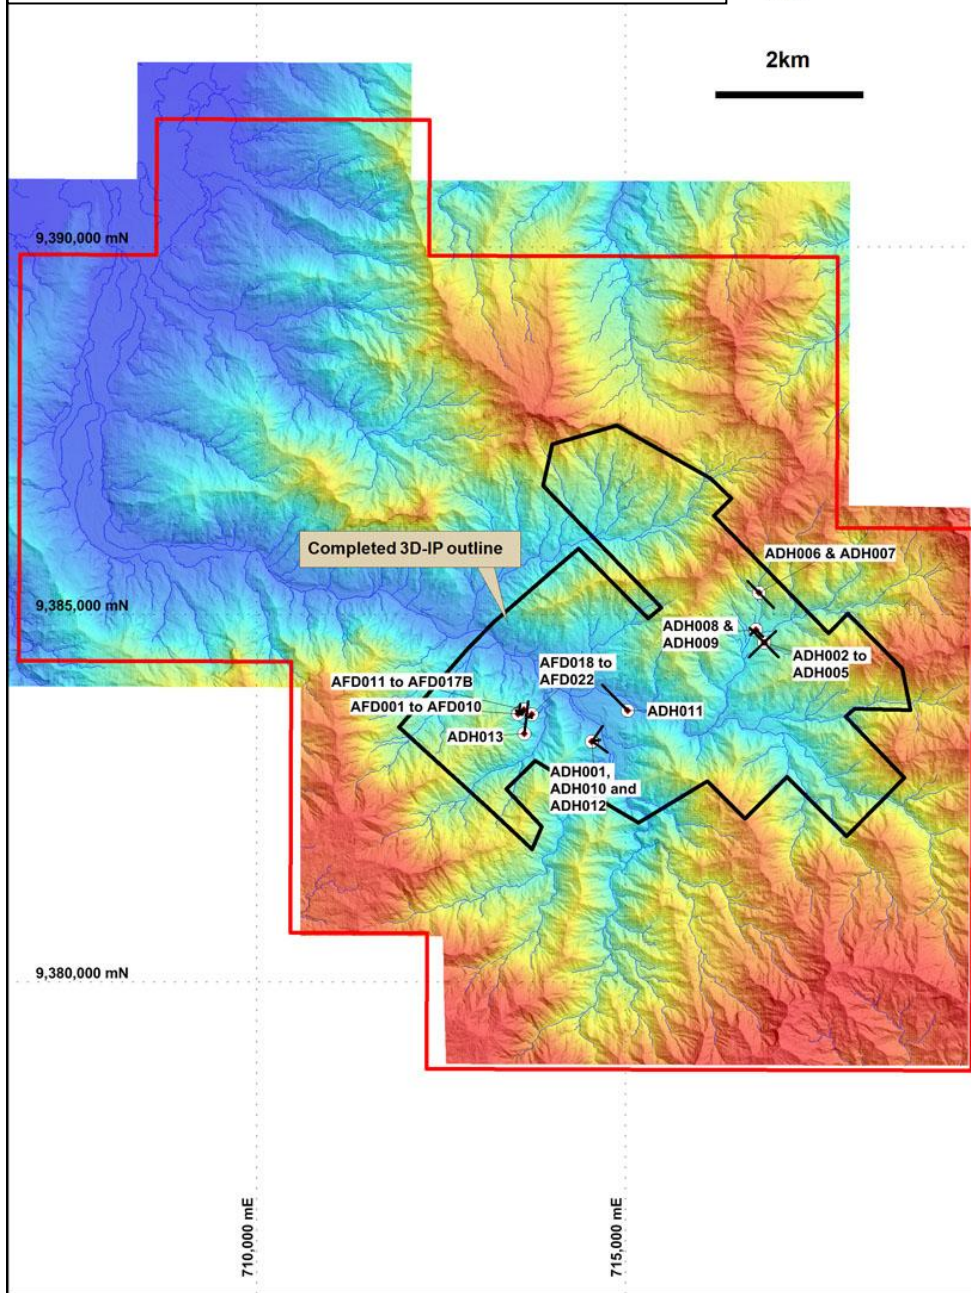 2km
9,390,000 mN
Completed 3D-IP outline
ADH006 & ADH007
9,385,000 mN
ADH008 &
ADH009
ADH002 to
ADH005
AFD018 to
AFD022
AFD011 to AFD017B
AFD001 to AFD010
ADH011
ADH013
ADH001,
ADH010 and
ADH012
9,380,000 mN
710,000 mE
715,000 mE